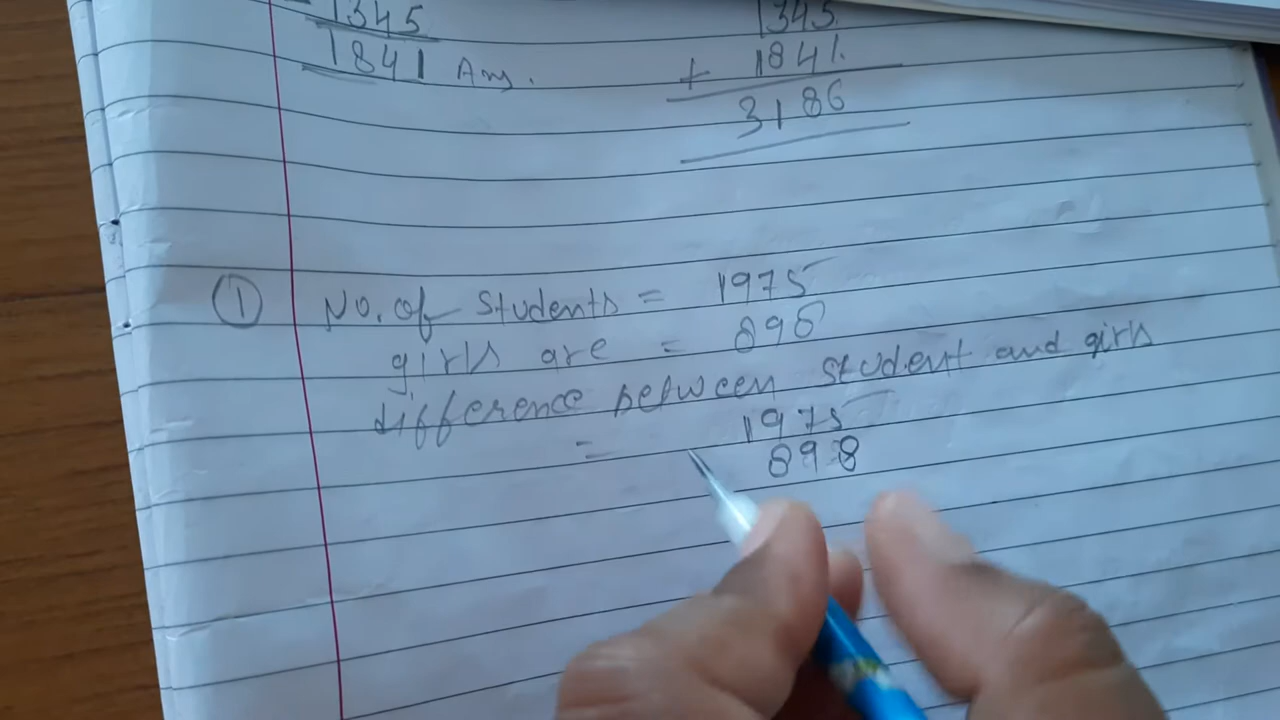 1345 1345
1841 Ans. + 1841.
3186
1 No. of Students = 1975
girls are = 898
difference between student and girls
= 1975
898